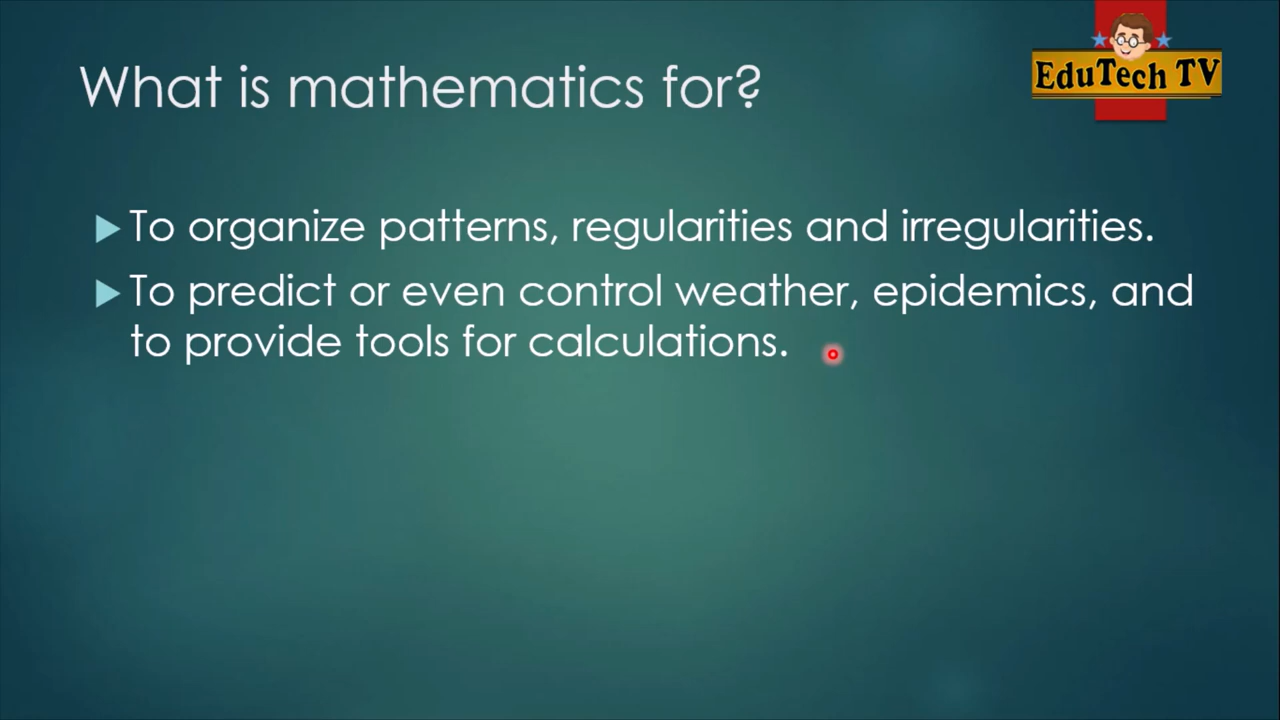 What is mathematics for?
EduTech TV
To organize patterns, regularities and irregularities.
To predict or even control weather, epidemics, and
to provide tools for calculations.